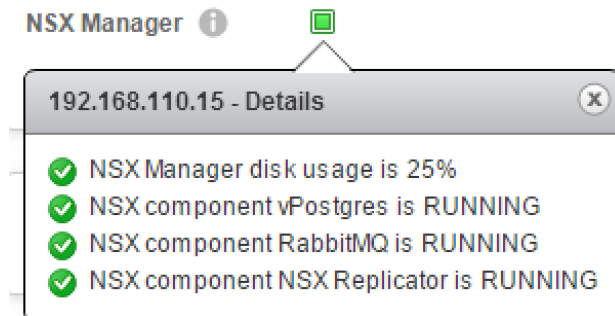 NSX Manager
192.168.110.15 - Details
NSX Manager disk usage is 25%
NSX component vPostgres is RUNNING
NSX component RabbitMQ is RUNNING
NSX component NSX Replicator is RUNNING